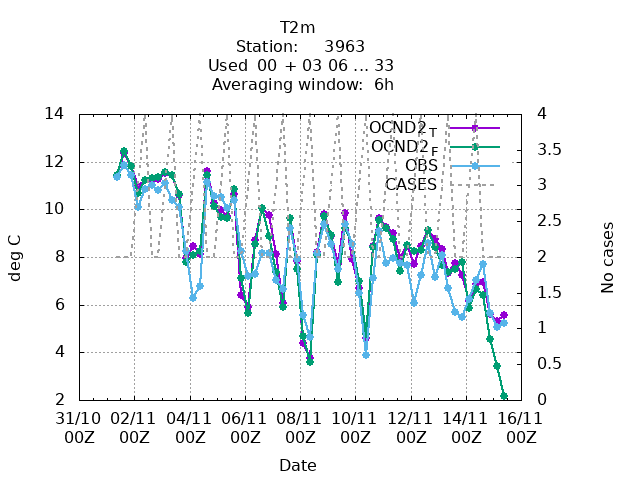 T2m
Station: 3963
Used 00 + 03 06 ... 33
Averaging window: 6h
14
12
10
8
6
4
2
deg C
4
3.5
3
2.5
2
1.5
1
0.5
0
No cases
OCND2T
OCND2F
OBS
CASES
31/10 02/11 04/11 06/11 08/11 10/11 12/11 14/11 16/11
00Z 00Z 00Z 00Z 00Z 00Z 00Z 00Z 00Z
Date